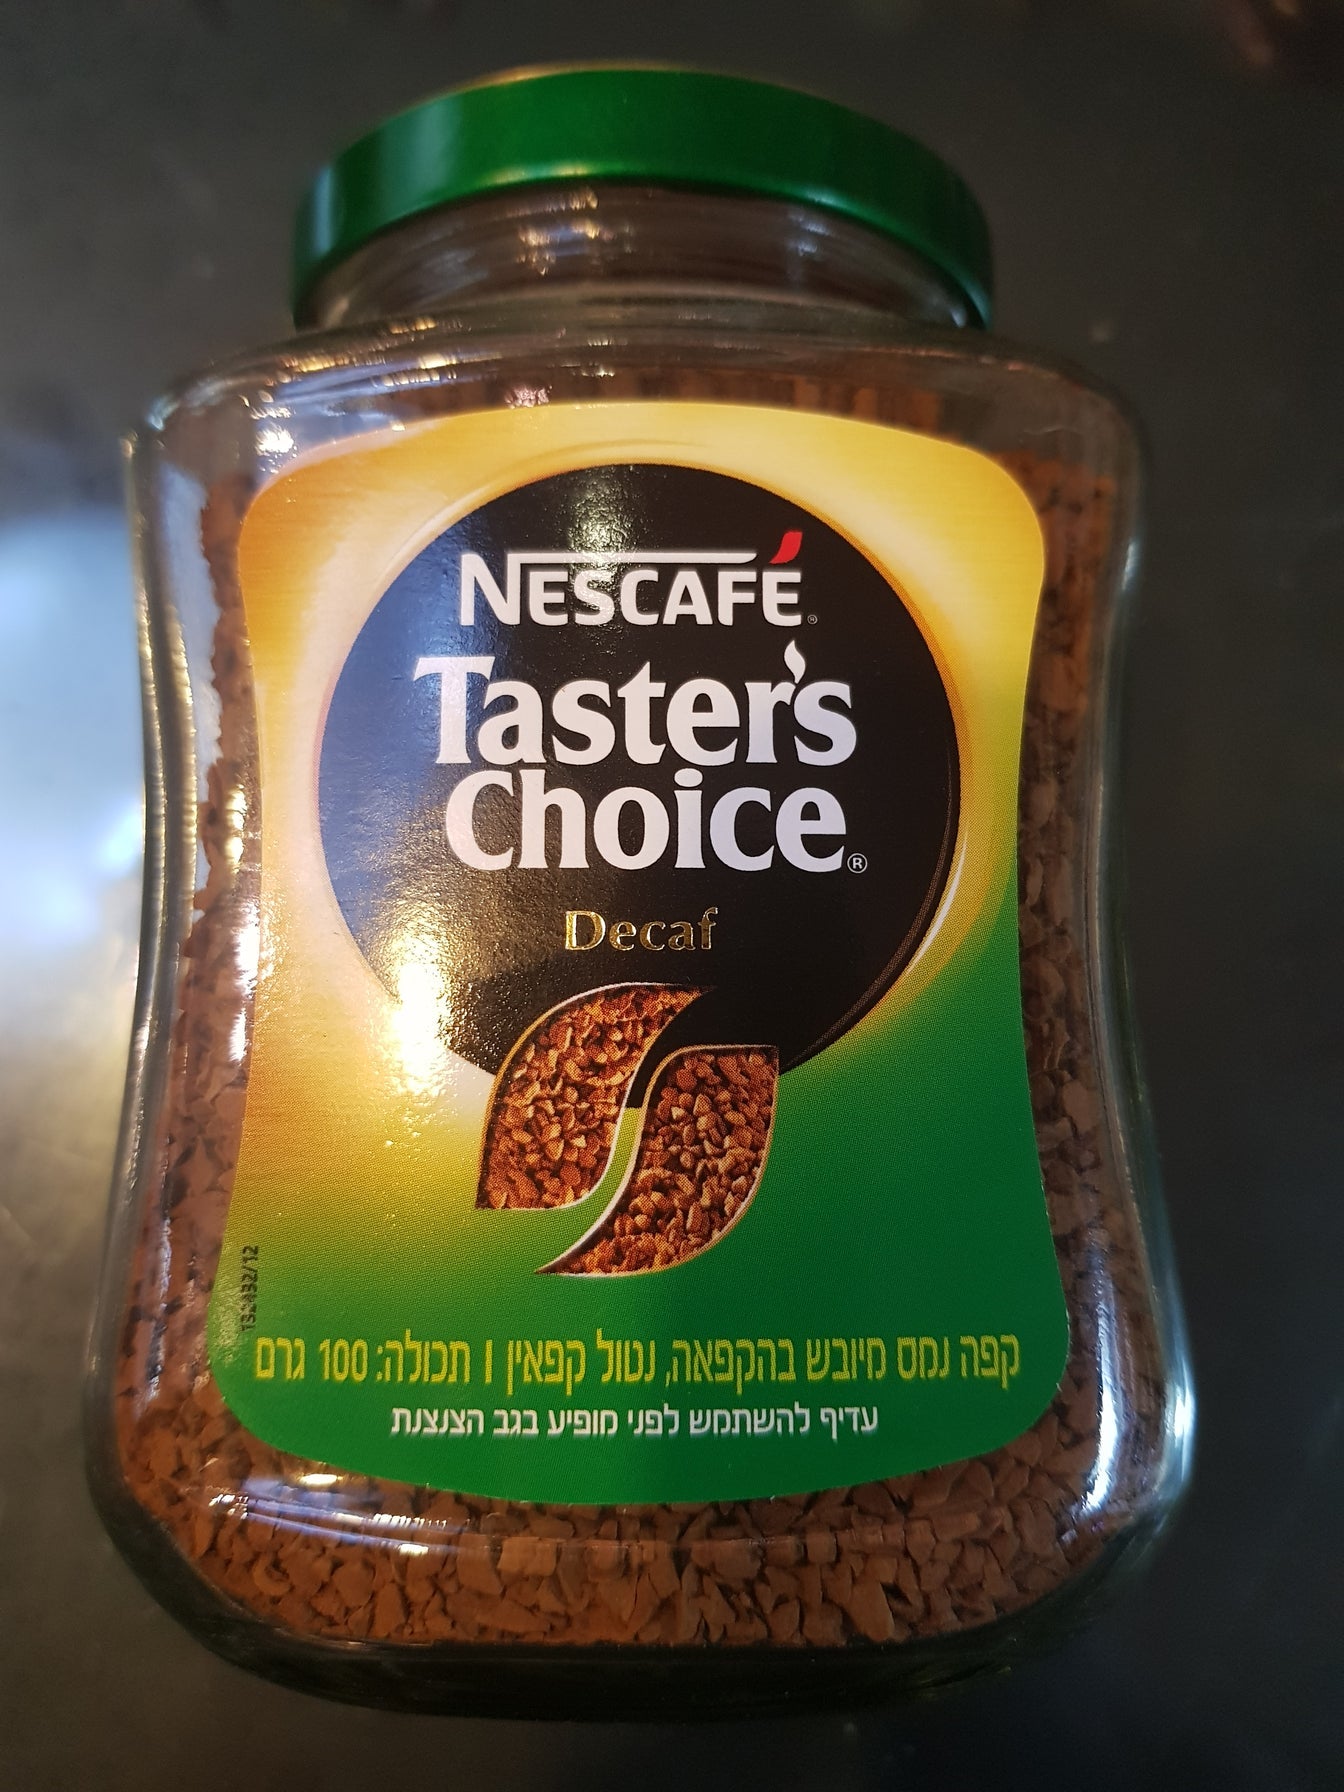 NESCAFÉ
Taster's
Choice®
Decaf
קפה נמס מיובש בהקפאה, נטול קפאין | תכולה: 100 גרם
עדיף להשתמש לפני מופיע בגב הצנצנת